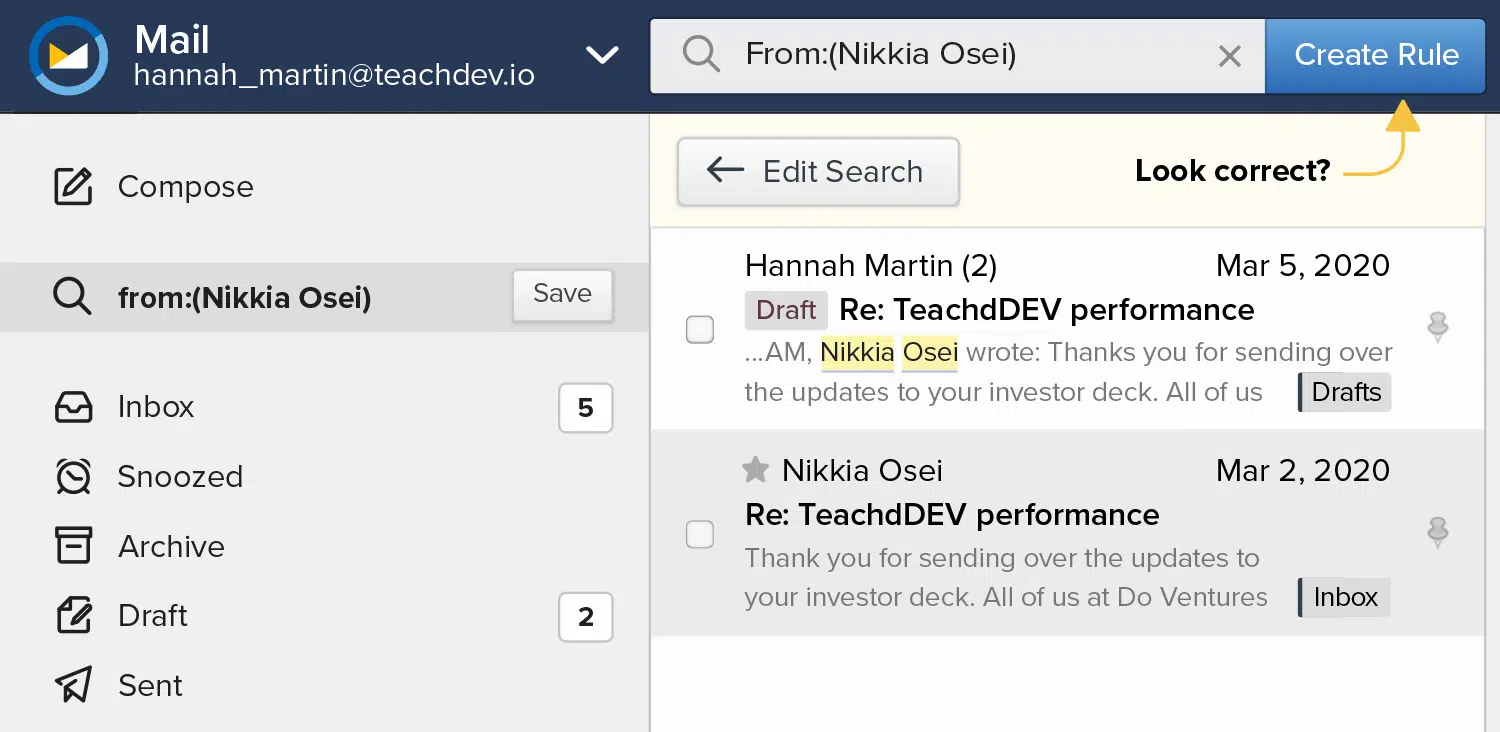 Mail
hannah_martin@teachdev.io
From:(Nikkia Osei)
Create Rule
Compose
from:(Nikkia Osei)
Save
Inbox
5
Snoozed
Archive
Draft
2
Sent
Edit Search
Look correct?
Hannah Martin (2)
Mar 5, 2020
Draft Re: TeachdDEV performance
...AM, Nikkia Osei wrote: Thanks you for sending over
the updates to your investor deck. All of us
Drafts
Nikkia Osei
Mar 2, 2020
Re: TeachdDEV performance
Thank you for sending over the updates to
your investor deck. All of us at Do Ventures
Inbox